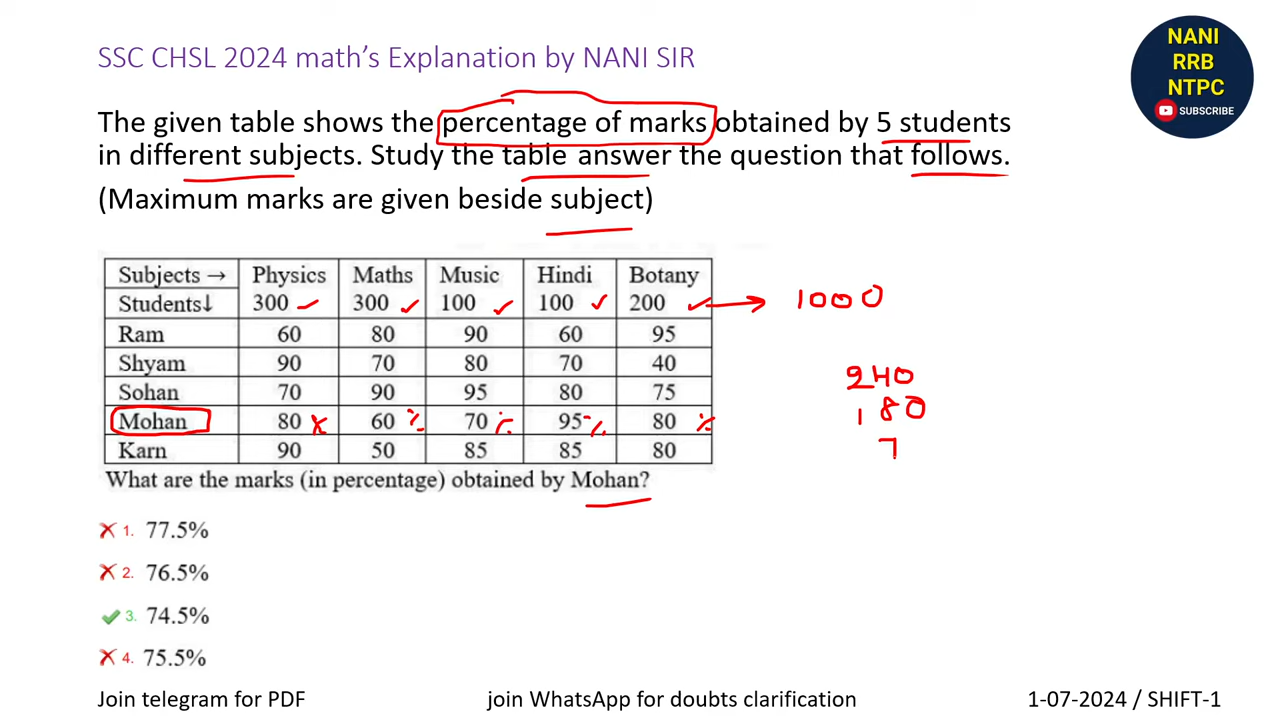 SSC CHSL 2024 math’s Explanation by NANI SIR
NANI
RRB
NTPC
SUBSCRIBE
The given table shows the percentage of marks obtained by 5 students
in different subjects. Study the table answer the question that follows.
(Maximum marks are given beside subject)
Subjects → Physics Maths Music Hindi Botany
Students↓ 300 300 100 100 200 1000
Ram 60 80 90 60 95
Shyam 90 70 80 70 40
240
Sohan 70 90 95 80 75
180
Mohan 80 % 60 % 70 % 95 % 80 %
7
Karn 90 50 85 85 80
What are the marks (in percentage) obtained by Mohan?
1. 77.5%
2. 76.5%
3. 74.5%
4. 75.5%
Join telegram for PDF join WhatsApp for doubts clarification 1-07-2024 / SHIFT-1